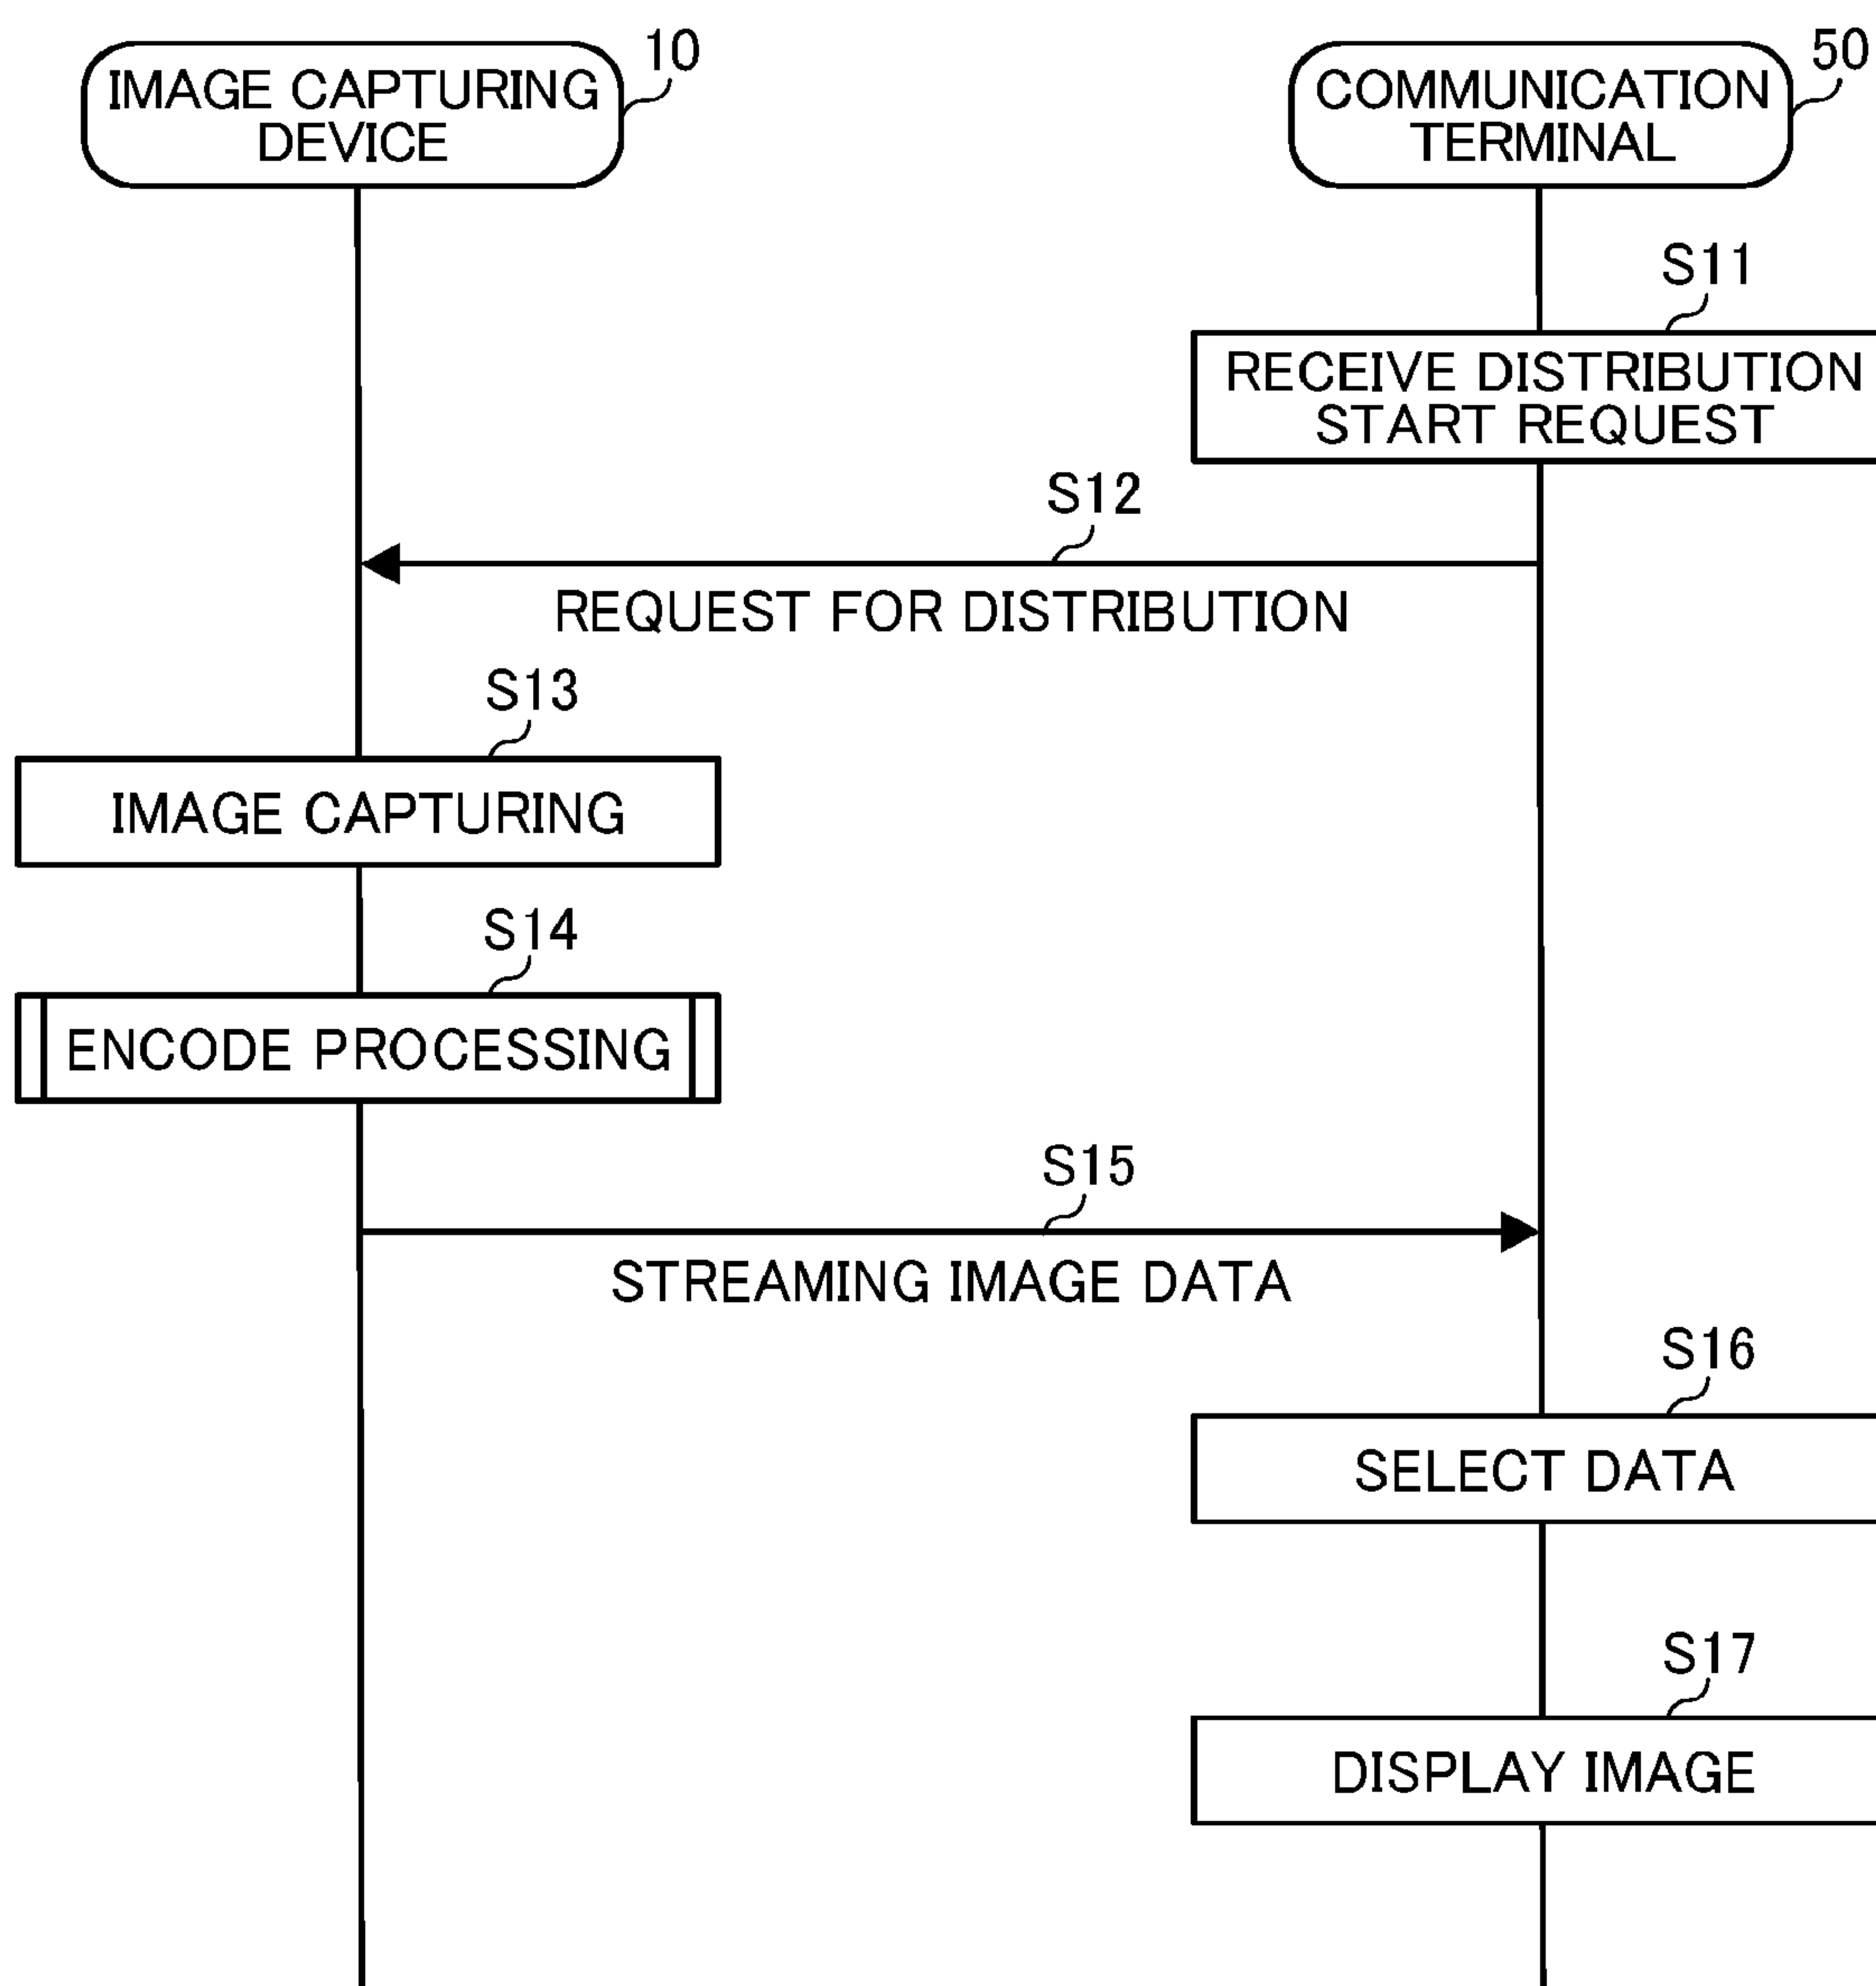 IMAGE CAPTURING
DEVICE
10
COMMUNICATION
TERMINAL
50
S11
RECEIVE DISTRIBUTION
START REQUEST
S12
REQUEST FOR DISTRIBUTION
S13
IMAGE CAPTURING
S14
ENCODE PROCESSING
S15
STREAMING IMAGE DATA
S16
SELECT DATA
S17
DISPLAY IMAGE